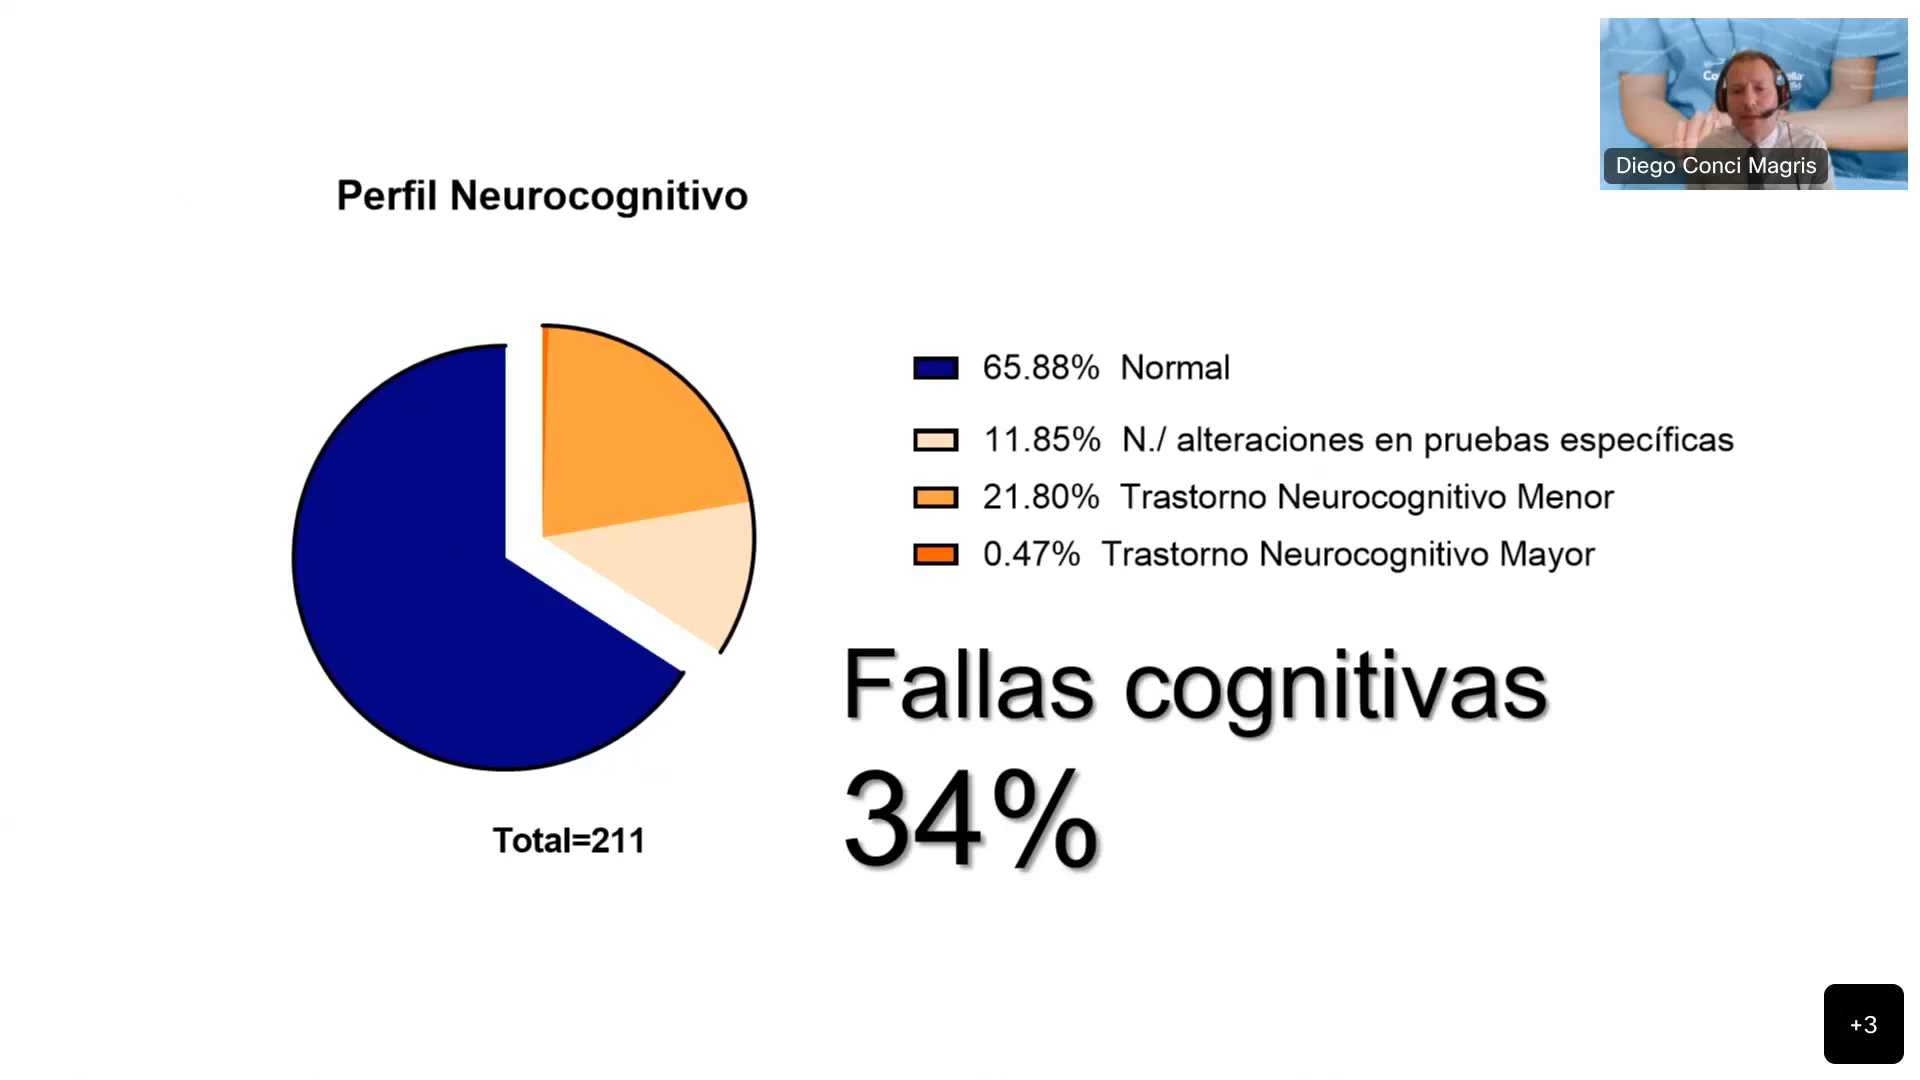 Diego Conci Magris
Perfil Neurocognitivo
65.88% Normal
11.85% N./ alteraciones en pruebas específicas
21.80% Trastorno Neurocognitivo Menor
0.47% Trastorno Neurocognitivo Mayor
Fallas cognitivas
34%
Total=211
+3